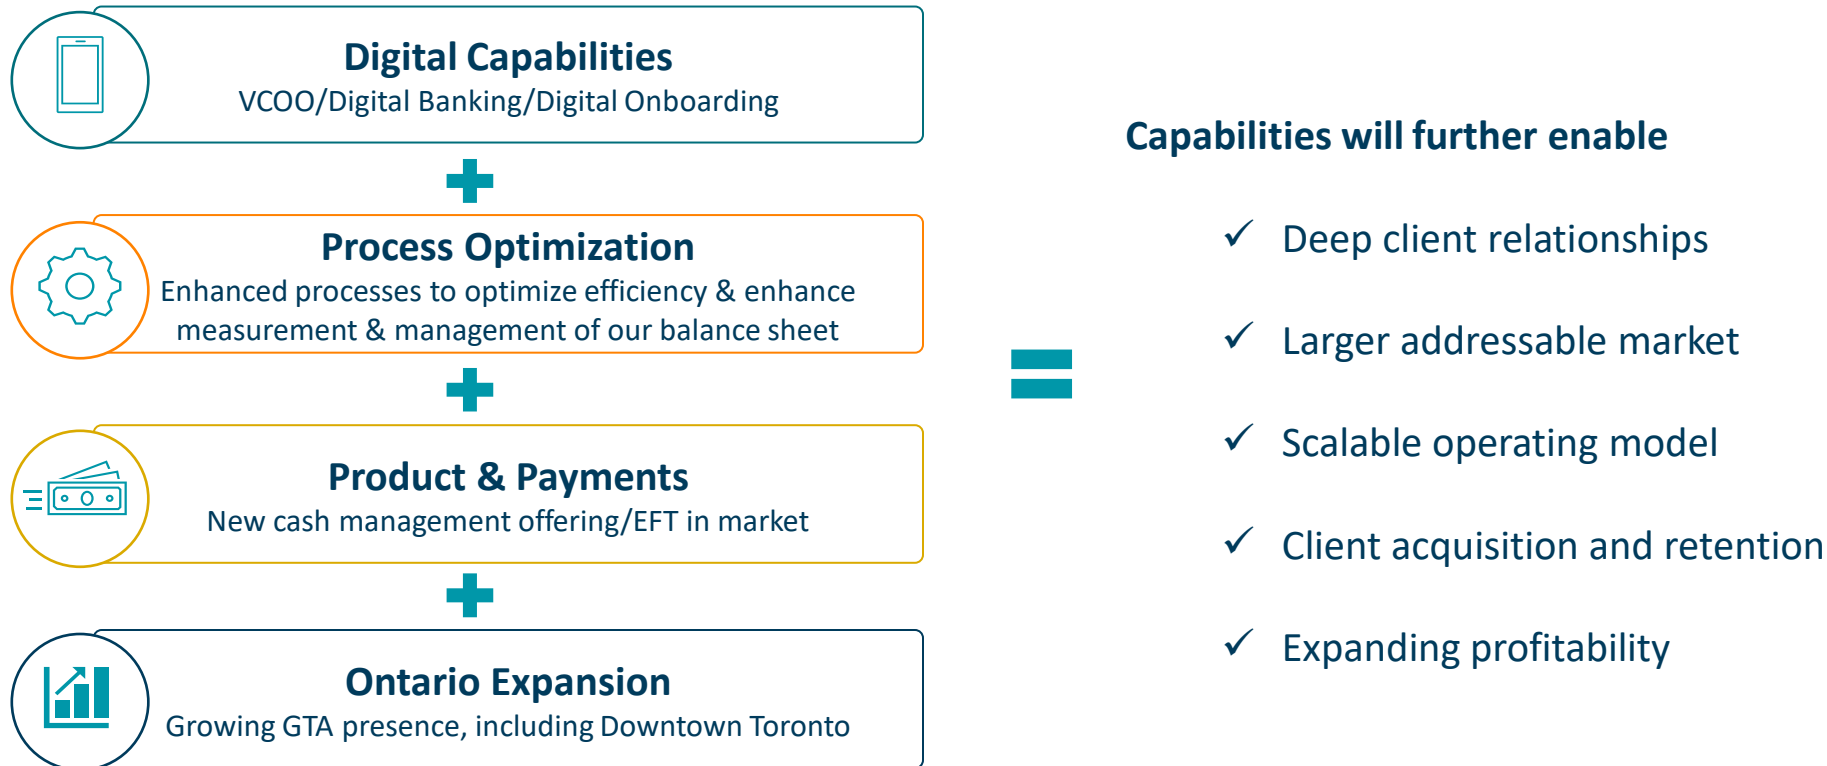 Digital Capabilities
VCOO/Digital Banking/Digital Onboarding
Process Optimization
Enhanced processes to optimize efficiency & enhance
measurement & management of our balance sheet
Product & Payments
New cash management offering/EFT in market
Ontario Expansion
Growing GTA presence, including Downtown Toronto
Capabilities will further enable
✓ Deep client relationships
✓ Larger addressable market
✓ Scalable operating model
✓ Client acquisition and retention
✓ Expanding profitability